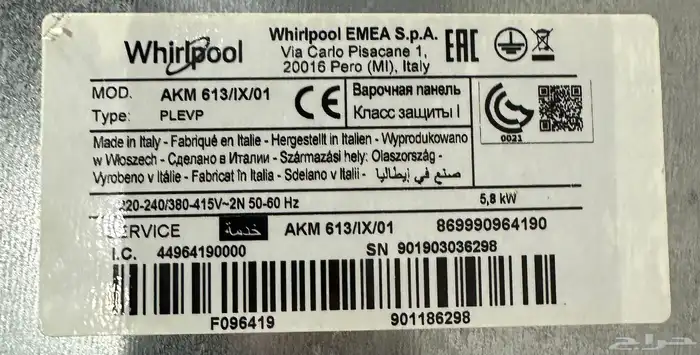 Whirlpool
Whirlpool EMEA S.p.A.
Via Carlo Pisacane 1,
20016 Pero (MI), Italy
EAC
MOD. AKM 613/IX/01
Type: PLEVP
CE
Варочная панель
Класс защиты I
0021
Made in Italy - Fabriqué en Italie - Hergestellt in Italien - Wyprodukowano
w Włoszech - Сделано в Италии - Származási hely: Olaszország -
Vyrobeno v Itálie - Fabricat în Italia - Sdelano v Italii - صنع في إيطاليا
220-240/380-415V~2N 50-60 Hz 5,8 kW
SERVICE خدمة AKM 613/IX/01 869990964190
I.C. 44964190000 SN 901903036298
F096419 901186298
حراج